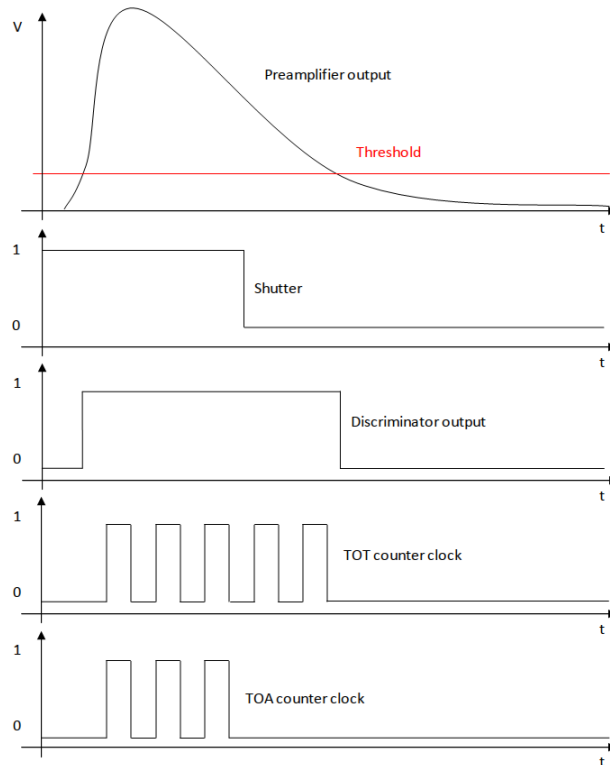 V
Preamplifier output
Threshold
t
1
Shutter
0
t
1
Discriminator output
0
t
1
TOT counter clock
0
t
1
TOA counter clock
0
t